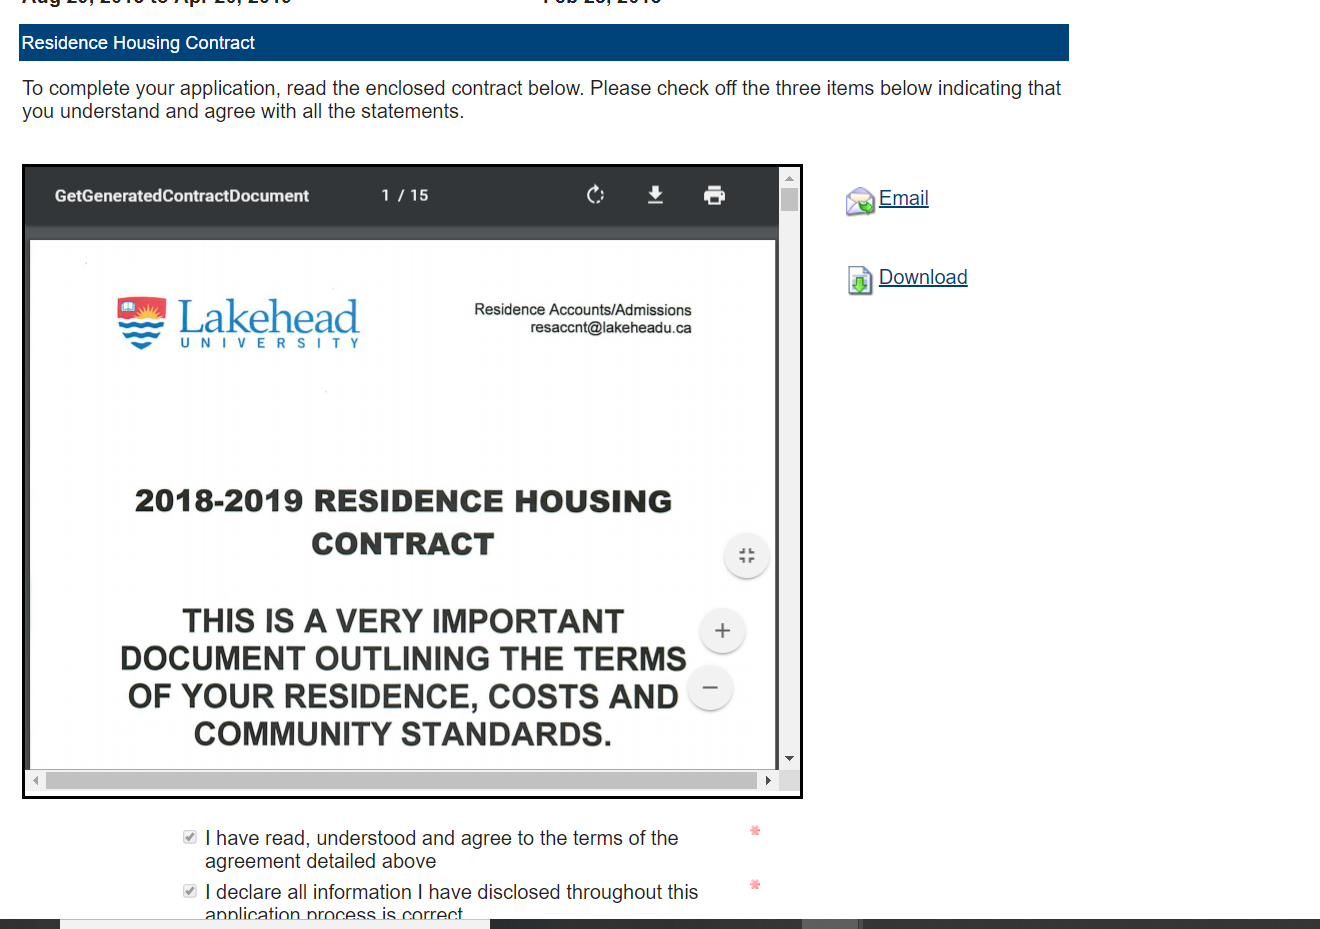 Residence Housing Contract
To complete your application, read the enclosed contract below. Please check off the three items below indicating that
you understand and agree with all the statements.
GetGeneratedContractDocument 1 / 15
Email
Download
Lakehead
UNIVERSITY
Residence Accounts/Admissions
resaccnt@lakeheadu.ca
2018-2019 RESIDENCE HOUSING
CONTRACT
THIS IS A VERY IMPORTANT
DOCUMENT OUTLINING THE TERMS
OF YOUR RESIDENCE, COSTS AND
COMMUNITY STANDARDS.
I have read, understood and agree to the terms of the *
agreement detailed above
I declare all information I have disclosed throughout this *
application process is correct